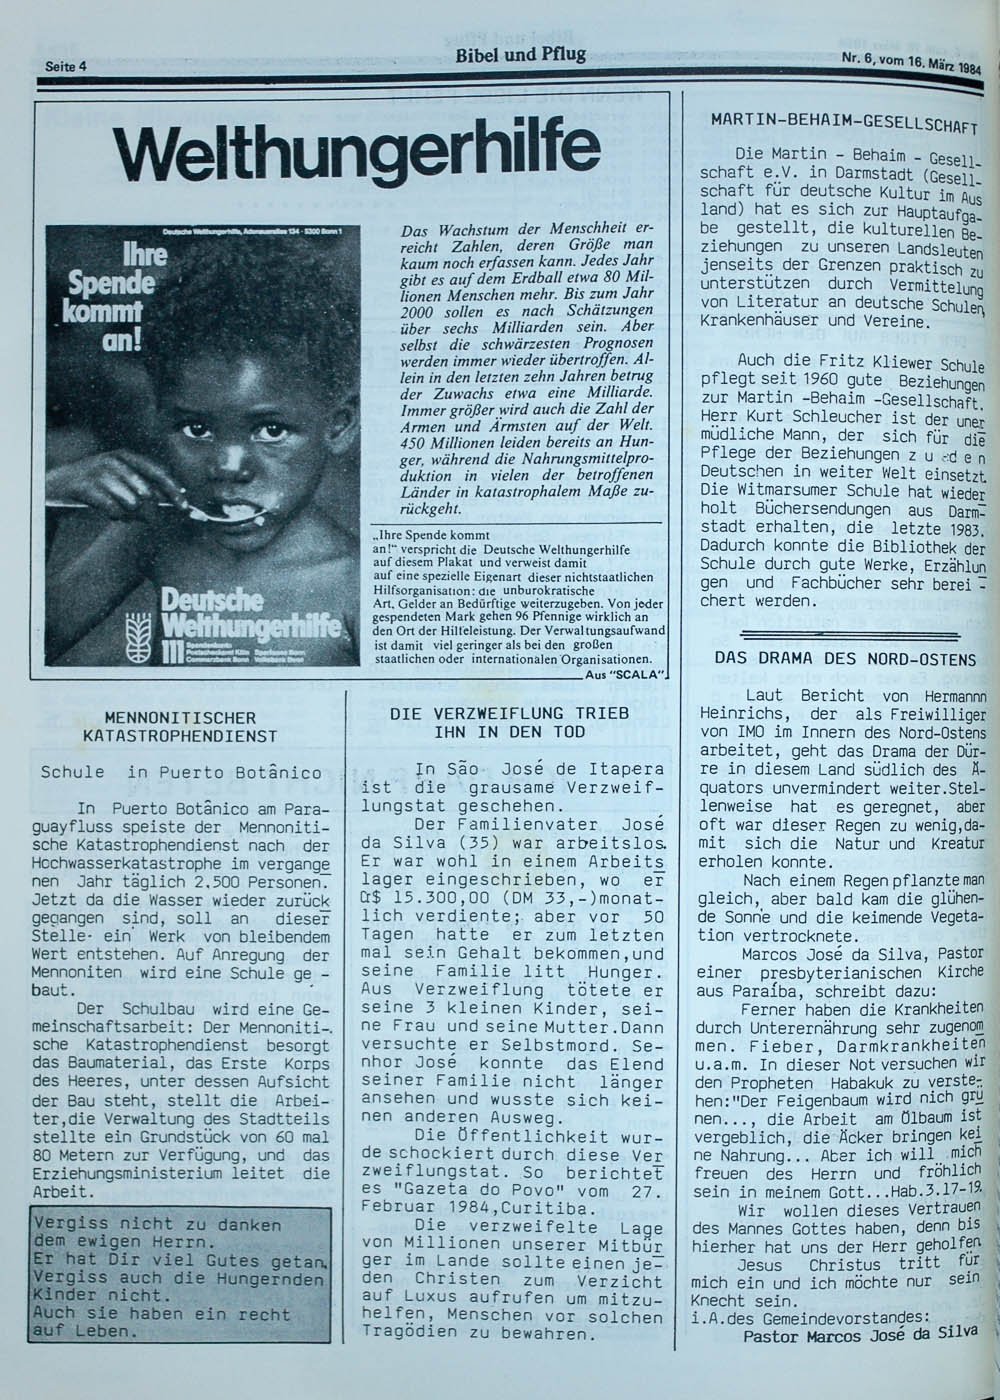 Seite 4
Bibel und Pflug
Nr. 6, vom 16. März 1984
Welthungerhilfe
Deutsche Welthungerhilfe, Adenauerallee 134 · 5300 Bonn 1
Ihre
Spende
kommt
an!
Deutsche
Welthungerhilfe
111
Spendenkonto:
Postscheckamt Köln Sparkasse Bonn
Commerzbank Bonn Volksbank Bonn
Das Wachstum der Menschheit er-
reicht Zahlen, deren Größe man
kaum noch erfassen kann. Jedes Jahr
gibt es auf dem Erdball etwa 80 Mil-
lionen Menschen mehr. Bis zum Jahr
2000 sollen es nach Schätzungen
über sechs Milliarden sein. Aber
selbst die schwärzesten Prognosen
werden immer wieder übertroffen. Al-
lein in den letzten zehn Jahren betrug
der Zuwachs etwa eine Milliarde.
Immer größer wird auch die Zahl der
Armen und Ärmsten auf der Welt.
450 Millionen leiden bereits an Hun-
ger, während die Nahrungsmittelpro-
duktion in vielen der betroffenen
Länder in katastrophalem Maße zu-
rückgeht.
„Ihre Spende kommt
an!“ verspricht die Deutsche Welthungerhilfe
auf diesem Plakat und verweist damit
auf eine spezielle Eigenart dieser nichtstaatlichen
Hilfsorganisation: die unburokratische
Art, Gelder an Bedürftige weiterzugeben. Von jeder
gespendeten Mark gehen 96 Pfennige wirklich an
den Ort der Hilfeleistung. Der Verwaltungsaufwand
ist damit viel geringer als bei den großen
staatlichen oder internationalen Organisationen.
Aus "SCALA"
MENNONITISCHER
KATASTROPHENDIENST
Schule in Puerto Botânico
In Puerto Botânico am Para-
guayfluss speiste der Mennoniti-
sche Katastrophendienst nach der
Hochwasserkatastrophe im vergange
nen Jahr täglich 2.500 Personen.
Jetzt da die Wasser wieder zurück
gegangen sind, soll an dieser
Stelle ein Werk von bleibendem
Wert entstehen. Auf Anregung der
Mennoniten wird eine Schule ge -
baut.
Der Schulbau wird eine Ge-
meinschaftsarbeit: Der Mennoniti-
sche Katastrophendienst besorgt
das Baumaterial, das Erste Korps
des Heeres, unter dessen Aufsicht
der Bau steht, stellt die Arbei-
ter,die Verwaltung des Stadtteils
stellte ein Grundstück von 60 mal
80 Metern zur Verfügung, und das
Erziehungsministerium leitet die
Arbeit.
Vergiss nicht zu danken
dem ewigen Herrn.
Er hat Dir viel Gutes getan,
Vergiss auch die Hungernden
Kinder nicht.
Auch sie haben ein recht
auf Leben.
DIE VERZWEIFLUNG TRIEB
IHN IN DEN TOD
In São José de Itapera
ist die grausame Verzweif-
lungstat geschehen.
Der Familienvater José
da Silva (35) war arbeitslos.
Er war wohl in einem Arbeits
lager eingeschrieben, wo er
Cr$ 15.300,00 (DM 33,-)monat-
lich verdiente; aber vor 50
Tagen hatte er zum letzten
mal sein Gehalt bekommen,und
seine Familie litt Hunger.
Aus Verzweiflung tötete er
seine 3 kleinen Kinder, sei-
ne Frau und seine Mutter.Dann
versuchte er Selbstmord. Se-
nhor José konnte das Elend
seiner Familie nicht länger
ansehen und wusste sich kei-
nen anderen Ausweg.
Die Öffentlichkeit wur-
de schockiert durch diese Ver
zweiflungstat. So berichtet
es "Gazeta do Povo" vom 27.
Februar 1984,Curitiba.
Die verzweifelte Lage
von Millionen unserer Mitbür
ger im Lande sollte einen je-
den Christen zum Verzicht
auf Luxus aufrufen um mitzu-
helfen, Menschen vor solchen
Tragödien zu bewahren.
MARTIN-BEHAIM-GESELLSCHAFT
Die Martin - Behaim - Gesell-
schaft e.V. in Darmstadt (Gesell-
schaft für deutsche Kultur im Aus
land) hat es sich zur Hauptaufga-
be gestellt, die kulturellen Be-
ziehungen zu unseren Landsleuten
jenseits der Grenzen praktisch zu
unterstützen durch Vermittelung
von Literatur an deutsche Schulen,
Krankenhäuser und Vereine.
Auch die Fritz Kliewer Schule
pflegt seit 1960 gute Beziehungen
zur Martin -Behaim -Gesellschaft.
Herr Kurt Schleucher ist der uner
müdliche Mann, der sich für die
Pflege der Beziehungen z u den
Deutschen in weiter Welt einsetzt.
Die Witmarsumer Schule hat wieder
holt Büchersendungen aus Darm-
stadt erhalten, die letzte 1983.
Dadurch konnte die Bibliothek der
Schule durch gute Werke, Erzählun
gen und Fachbücher sehr berei -
chert werden.
DAS DRAMA DES NORD-OSTENS
Laut Bericht von Hermannn
Heinrichs, der als Freiwilliger
von IMO im Innern des Nord-Ostens
arbeitet, geht das Drama der Dür-
re in diesem Land südlich des Ä-
quators unvermindert weiter.Stel-
lenweise hat es geregnet, aber
oft war dieser Regen zu wenig,da-
mit sich die Natur und Kreatur
erholen konnte.
Nach einem Regen pflanzte man
gleich, aber bald kam die glühen-
de Sonne und die keimende Vegeta-
tion vertrocknete.
Marcos José da Silva, Pastor
einer presbyterianischen Kirche
aus Paraíba, schreibt dazu:
Ferner haben die Krankheiten
durch Unterernährung sehr zugenom
men. Fieber, Darmkrankheiten
u.a.m. In dieser Not versuchen wir
den Propheten Habakuk zu verste-
hen:"Der Feigenbaum wird nich grü
nen..., die Arbeit am Ölbaum ist
vergeblich, die Äcker bringen kei
ne Nahrung... Aber ich will mich
freuen des Herrn und fröhlich
sein in meinem Gott...Hab.3.17-19.
Wir wollen dieses Vertrauen
des Mannes Gottes haben, denn bis
hierher hat uns der Herr geholfen.
Jesus Christus tritt für
mich ein und ich möchte nur sein
Knecht sein.
i.A.des Gemeindevorstandes:
Pastor Marcos José da Silva